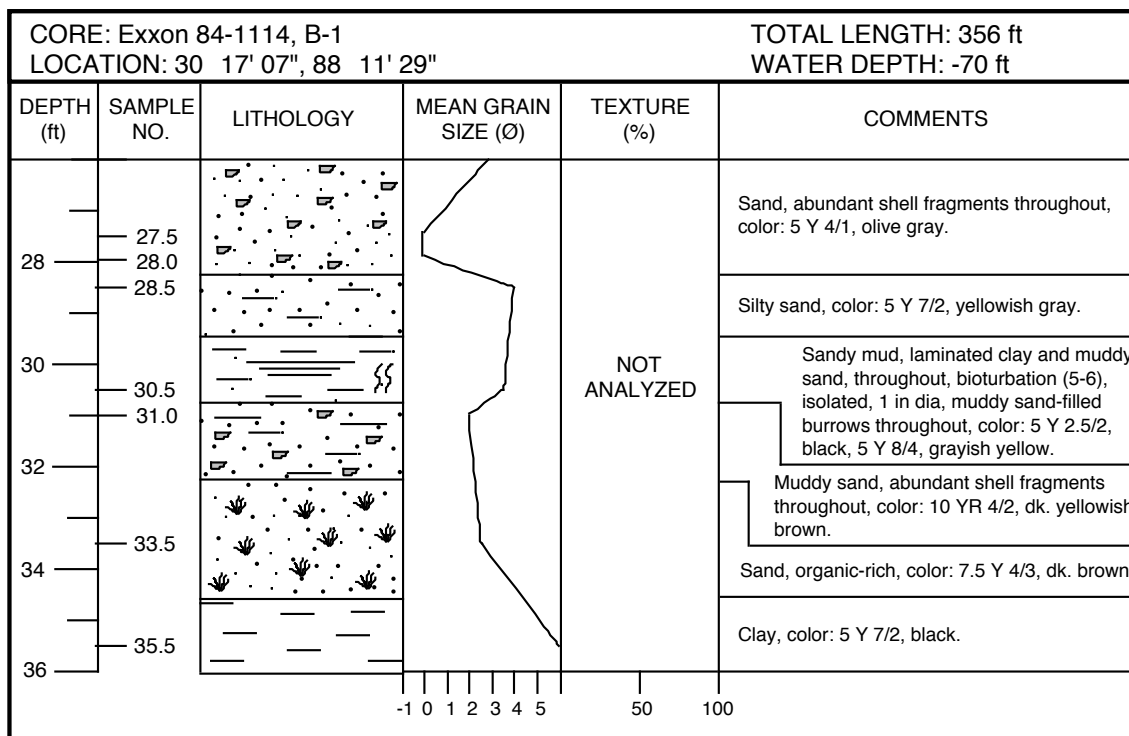 CORE: Exxon 84-1114, B-1
LOCATION: 30 17' 07", 88 11' 29"
TOTAL LENGTH: 356 ft
WATER DEPTH: -70 ft
DEPTH
(ft)
SAMPLE
NO.
LITHOLOGY
MEAN GRAIN
SIZE (Ø)
TEXTURE
(%)
COMMENTS
28
30
32
34
36
27.5
28.0
28.5
30.5
31.0
33.5
35.5
NOT
ANALYZED
Sand, abundant shell fragments throughout,
color: 5 Y 4/1, olive gray.
Silty sand, color: 5 Y 7/2, yellowish gray.
Sandy mud, laminated clay and muddy
sand, throughout, bioturbation (5-6),
isolated, 1 in dia, muddy sand-filled
burrows throughout, color: 5 Y 2.5/2,
black, 5 Y 8/4, grayish yellow.
Muddy sand, abundant shell fragments
throughout, color: 10 YR 4/2, dk. yellowish
brown.
Sand, organic-rich, color: 7.5 Y 4/3, dk. brown
Clay, color: 5 Y 7/2, black.
-1 0 1 2 3 4 5
50 100